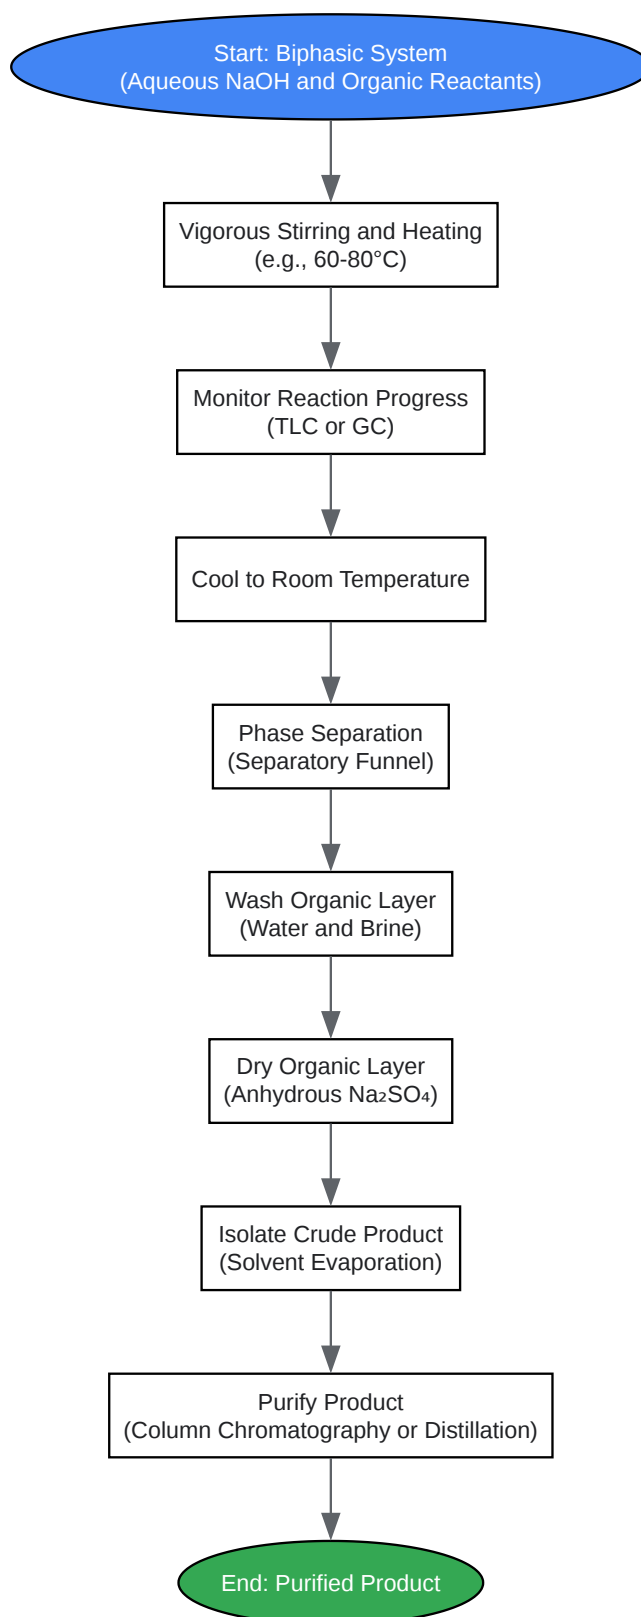 Start: Biphasic System
(Aqueous NaOH and Organic Reactants)
Vigorous Stirring and Heating
(e.g., 60-80°C)
Monitor Reaction Progress
(TLC or GC)
Cool to Room Temperature
Phase Separation
(Separatory Funnel)
Wash Organic Layer
(Water and Brine)
Dry Organic Layer
(Anhydrous Na₂SO₄)
Isolate Crude Product
(Solvent Evaporation)
Purify Product
(Column Chromatography or Distillation)
End: Purified Product